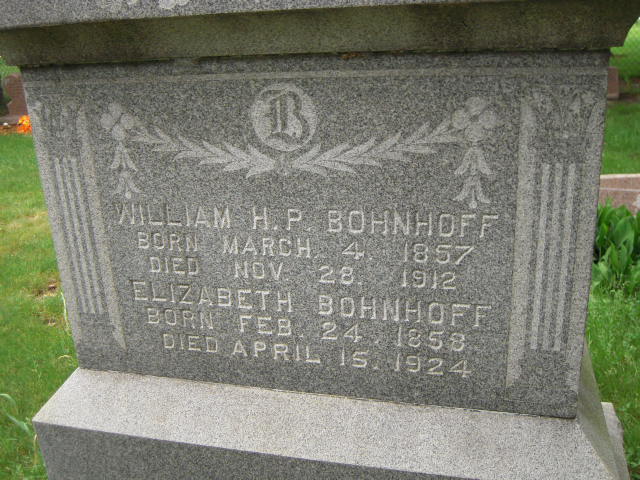 B
WILLIAM H. P. BOHNHOFF
BORN MARCH 4. 1857
DIED NOV 28. 1912
ELIZABETH BOHNHOFF
BORN FEB. 24. 1858
DIED APRIL 15. 1924